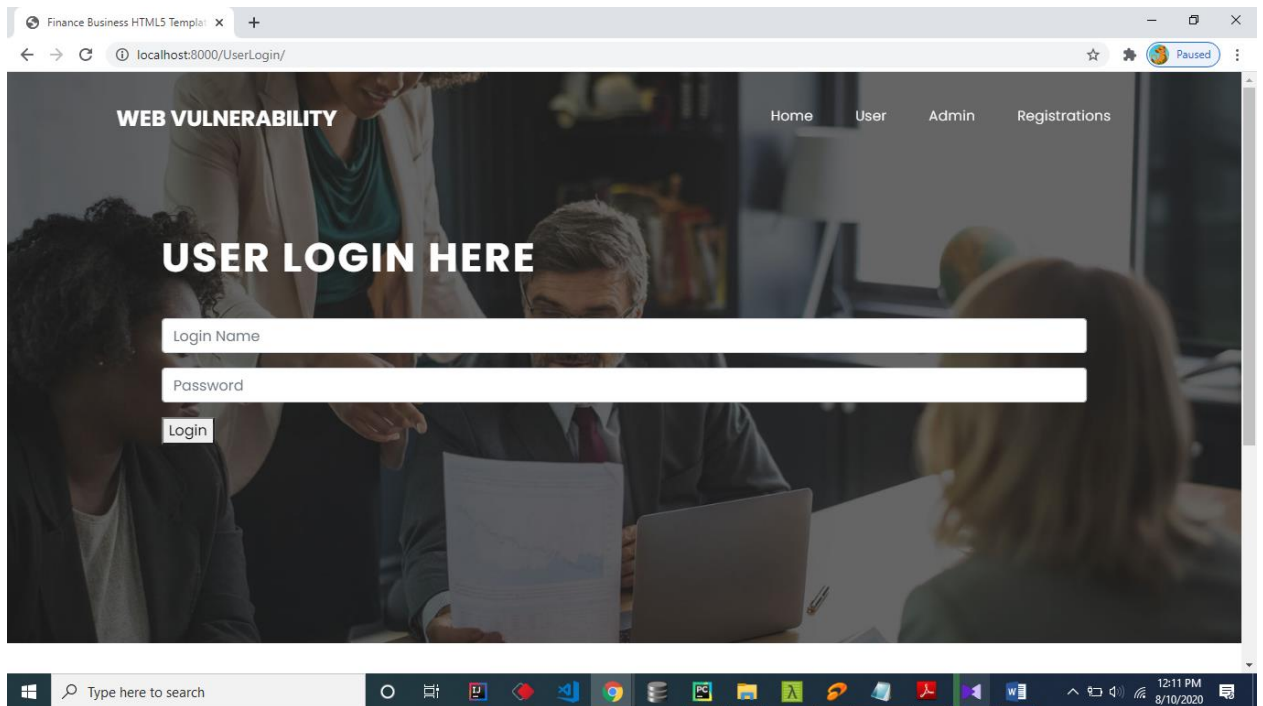 Finance Business HTML5 Templat
localhost:8000/UserLogin/
Paused
WEB VULNERABILITY
Home User Admin Registrations
USER LOGIN HERE
Login Name
Password
Login
Type here to search
12:11 PM
8/10/2020